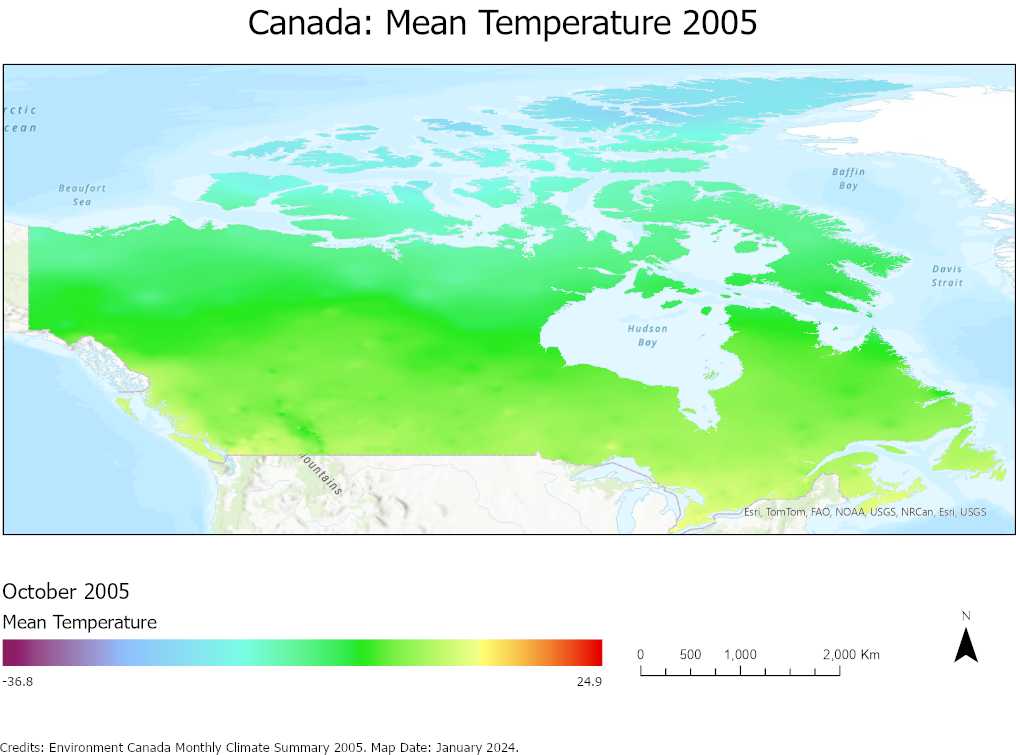 Canada: Mean Temperature 2005
rctic
cean
Beaufort
Sea
Baffin
Bay
Davis
Strait
Hudson
Bay
ountains
Esri, TomTom, FAO, NOAA, USGS, NRCan, Esri, USGS
October 2005
Mean Temperature
-36.8
24.9
0 500 1,000 2,000 Km
N
Credits: Environment Canada Monthly Climate Summary 2005. Map Date: January 2024.